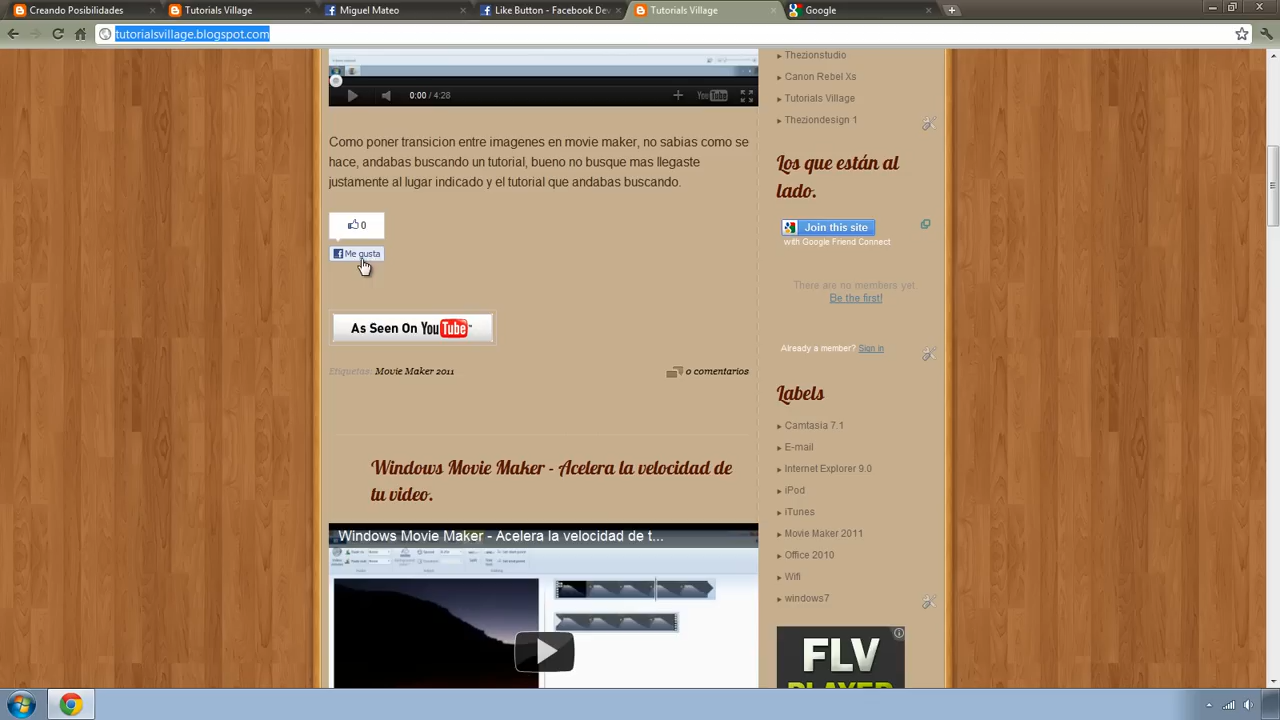 Creando Posibilidades
Tutorials Village
Miguel Mateo
Like Button - Facebook Dev
Tutorials Village
Google
tutorialsvillage.blogspot.com
0:00 / 4:28
YouTube
Como poner transicion entre imagenes en movie maker, no sabias como se
hace, andabas buscando un tutorial, bueno no busque mas llegaste
justamente al lugar indicado y el tutorial que andabas buscando.
0
Me gusta
As Seen On YouTube
Etiquetas: Movie Maker 2011
0 comentarios
Windows Movie Maker - Acelera la velocidad de
tu video.
Windows Movie Maker - Acelera la velocidad de t...
Thezionstudio
Canon Rebel Xs
Tutorials Village
Theziondesign 1
Los que están al
lado.
Join this site
with Google Friend Connect
There are no members yet.
Be the first!
Already a member? Sign in
Labels
Camtasia 7.1
E-mail
Internet Explorer 9.0
iPod
iTunes
Movie Maker 2011
Office 2010
Wifi
windows7
FLV
PLAYER